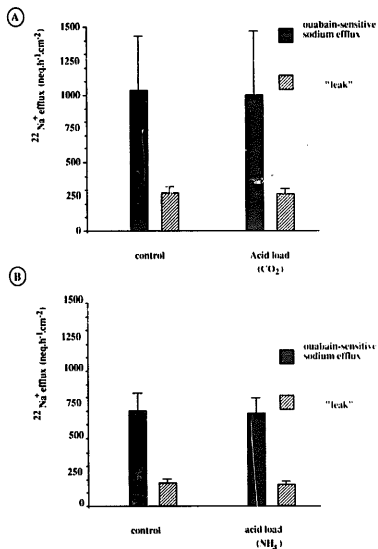 A
22Na+ efflux (neq.h-1.cm-2)
1500
1250
1000
750
500
250
0
ouabain-sensitive
sodium efflux
"leak"
control
Acid load
(CO2)
B
22Na+ efflux (neq.h-1.cm-2)
1500
1250
1000
750
500
250
0
ouabain-sensitive
sodium efflux
"leak"
control
acid load
(NH4)